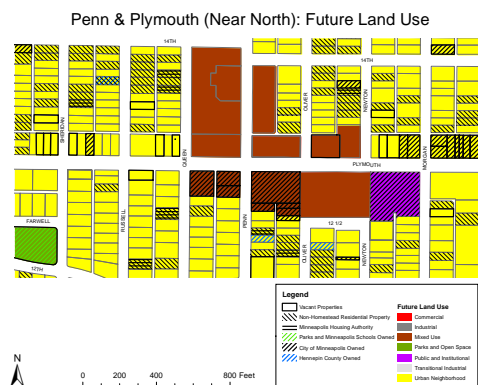 Penn & Plymouth (Near North): Future Land Use
14TH
14TH
SHERIDAN
OLIVER
NEWTON
QUEEN
PLYMOUTH
MORGAN
FARWELL
RUSSELL
PENN
12 1/2
OLIVER
NEWTON
12TH
Legend
Vacant Properties
Non-Homestead Residential Property
Minneapolis Housing Authority
Parks and Minneapolis Schools Owned
City of Minneapolis Owned
Hennepin County Owned
Future Land Use
Commercial
Industrial
Mixed Use
Parks and Open Space
Public and Institutional
Transitional Industrial
Urban Neighborhood
N
0 200 400 800 Feet